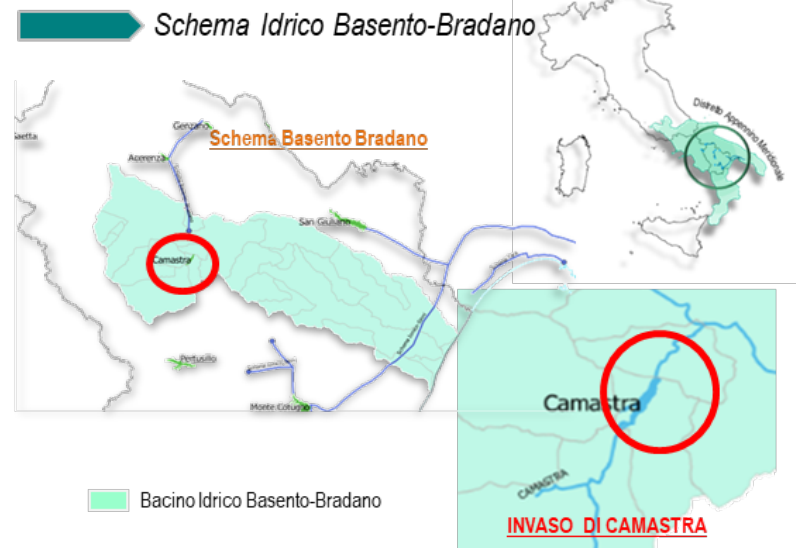 Schema Idrico Basento-Bradano
Distretto Appennino Meridionale
Genzano
Schema Basento Bradano
Acerenza
San Giuliano
Camastra
Pertusillo
Monte Cotugno
Camastra
CAMASTRA
INVASO DI CAMASTRA
Bacino Idrico Basento-Bradano